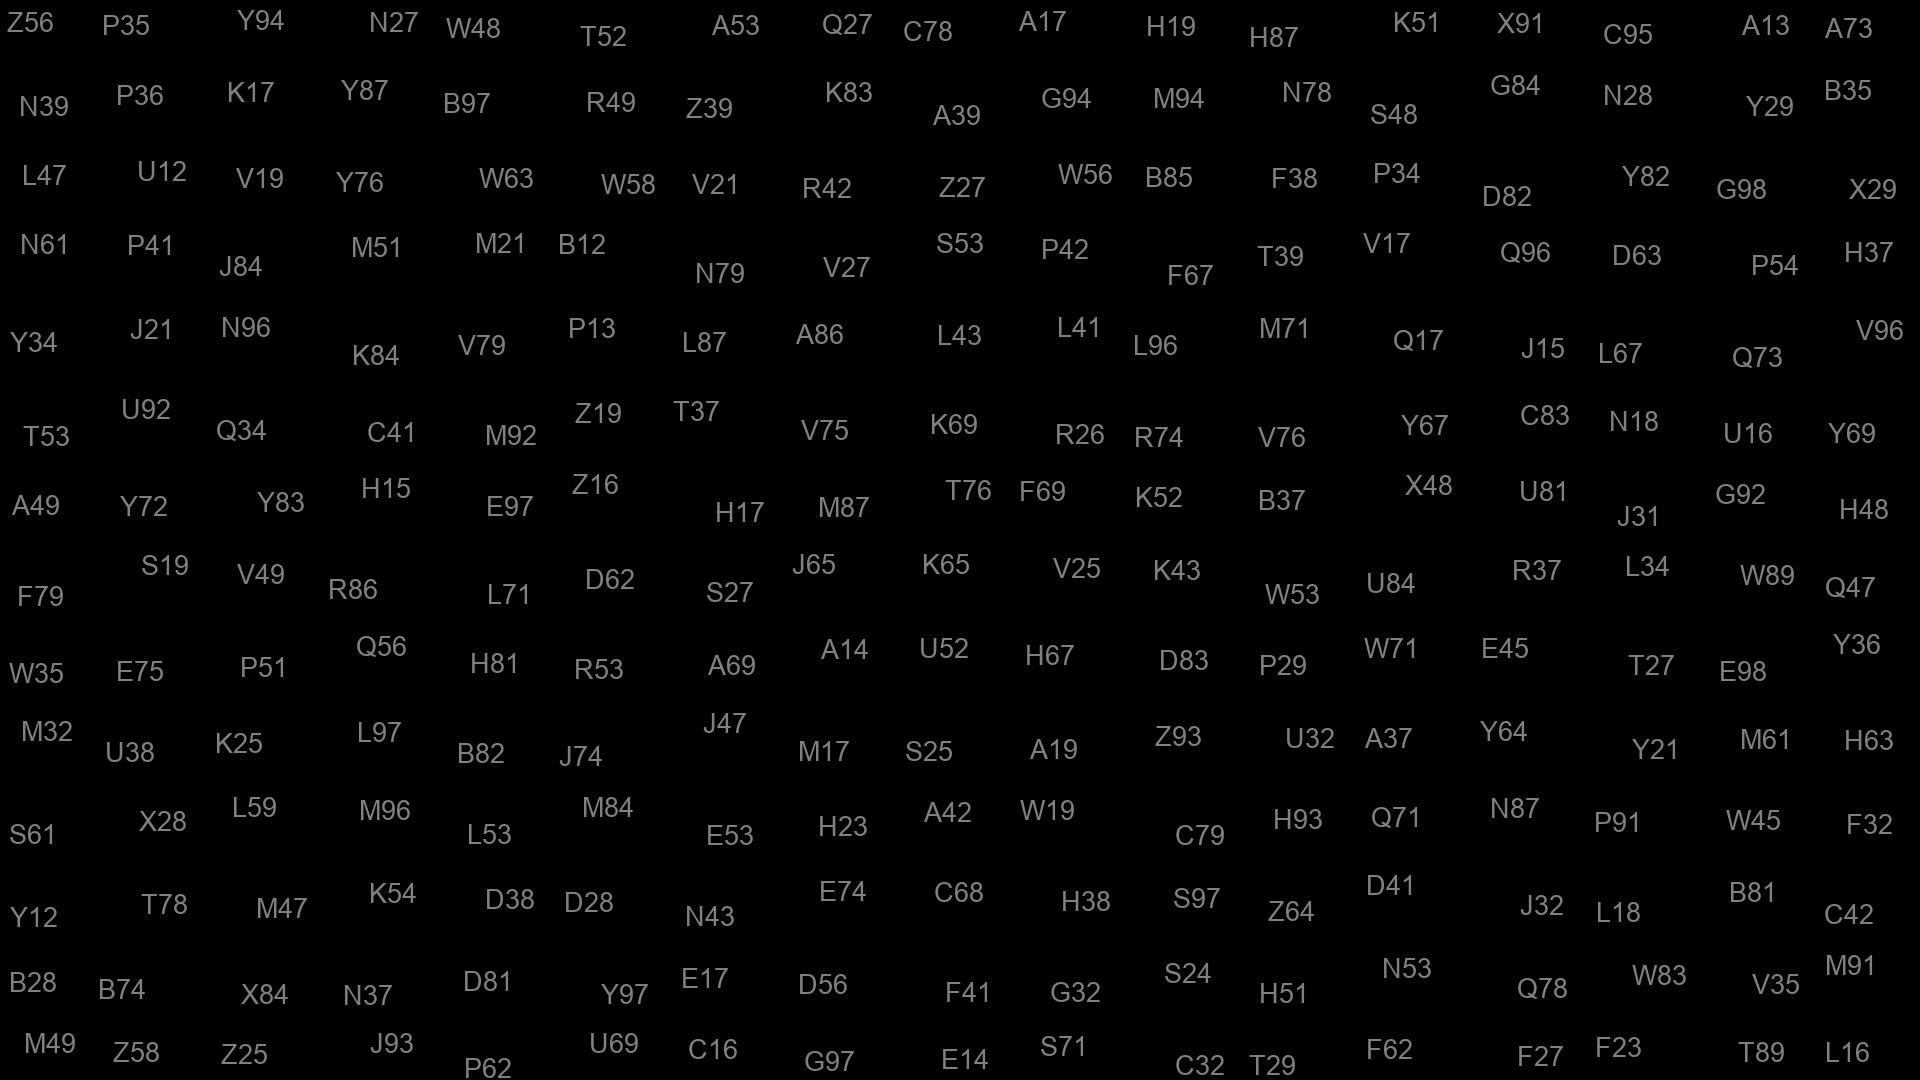 Z56 P35 Y94 N27 W48 T52 A53 Q27 C78 A17 H19 H87 K51 X91 C95 A13 A73
N39 P36 K17 Y87 B97 R49 Z39 K83 A39 G94 M94 N78 S48 G84 N28 Y29 B35
L47 U12 V19 Y76 W63 W58 V21 R42 Z27 W56 B85 F38 P34 D82 Y82 G98 X29
N61 P41 J84 M51 M21 B12 N79 V27 S53 P42 F67 T39 V17 Q96 D63 P54 H37
Y34 J21 N96 K84 V79 P13 L87 A86 L43 L41 L96 M71 Q17 J15 L67 Q73 V96
T53 U92 Q34 C41 M92 Z19 T37 V75 K69 R26 R74 V76 Y67 C83 N18 U16 Y69
A49 Y72 Y83 H15 E97 Z16 H17 M87 T76 F69 K52 B37 X48 U81 J31 G92 H48
F79 S19 V49 R86 L71 D62 S27 J65 K65 V25 K43 W53 U84 R37 L34 W89 Q47
W35 E75 P51 Q56 H81 R53 A69 A14 U52 H67 D83 P29 W71 E45 T27 E98 Y36
M32 U38 K25 L97 B82 J74 J47 M17 S25 A19 Z93 U32 A37 Y64 Y21 M61 H63
S61 X28 L59 M96 L53 M84 E53 H23 A42 W19 C79 H93 Q71 N87 P91 W45 F32
Y12 T78 M47 K54 D38 D28 N43 E74 C68 H38 S97 Z64 D41 J32 L18 B81 C42
B28 B74 X84 N37 D81 Y97 E17 D56 F41 G32 S24 H51 N53 Q78 W83 V35 M91
M49 Z58 Z25 J93 P62 U69 C16 G97 E14 S71 C32 T29 F62 F27 F23 T89 L16